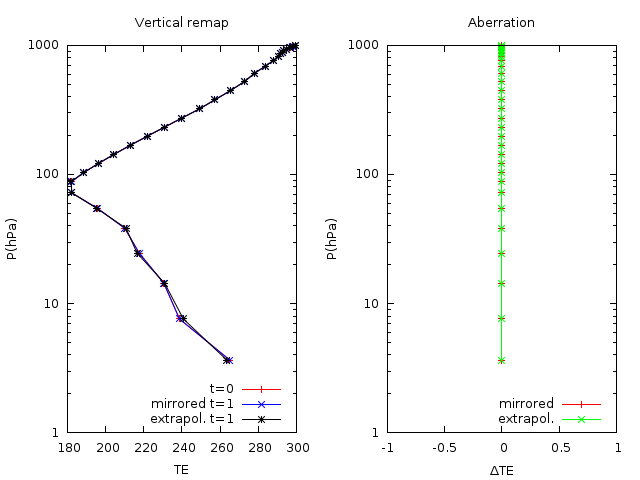 Vertical remap
1000
100
10
1
P(hPa)
t=0
mirrored t=1
extrapol. t=1
180 200 220 240 260 280 300
TE
Aberration
1000
100
10
1
P(hPa)
mirrored
extrapol.
-1 -0.5 0 0.5 1
ΔTE